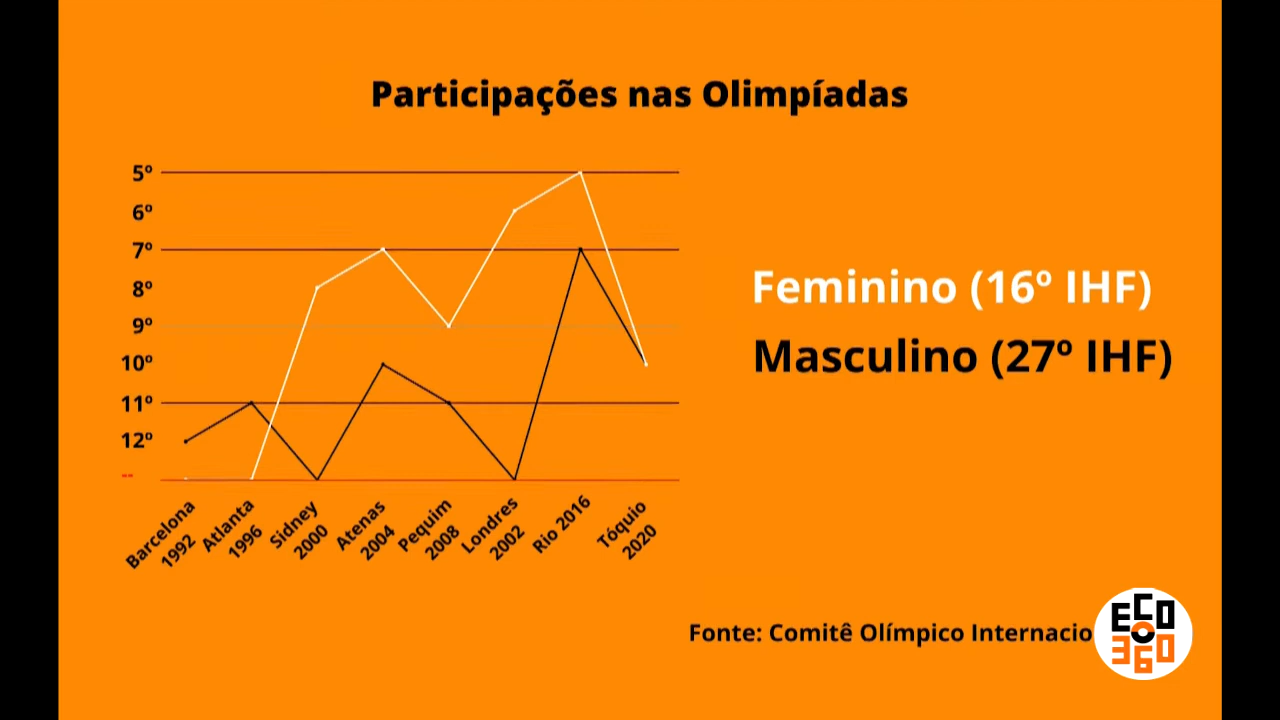 Participações nas Olimpíadas
5º
6º
7º
8º
9º
10º
11º
12º
--
Barcelona
1992
Atlanta
1996
Sidney
2000
Atenas
2004
Pequim
2008
Londres
2002
Rio 2016
Tóquio
2020
Feminino (16º IHF)
Masculino (27º IHF)
Fonte: Comitê Olímpico Internacio
ECO
360